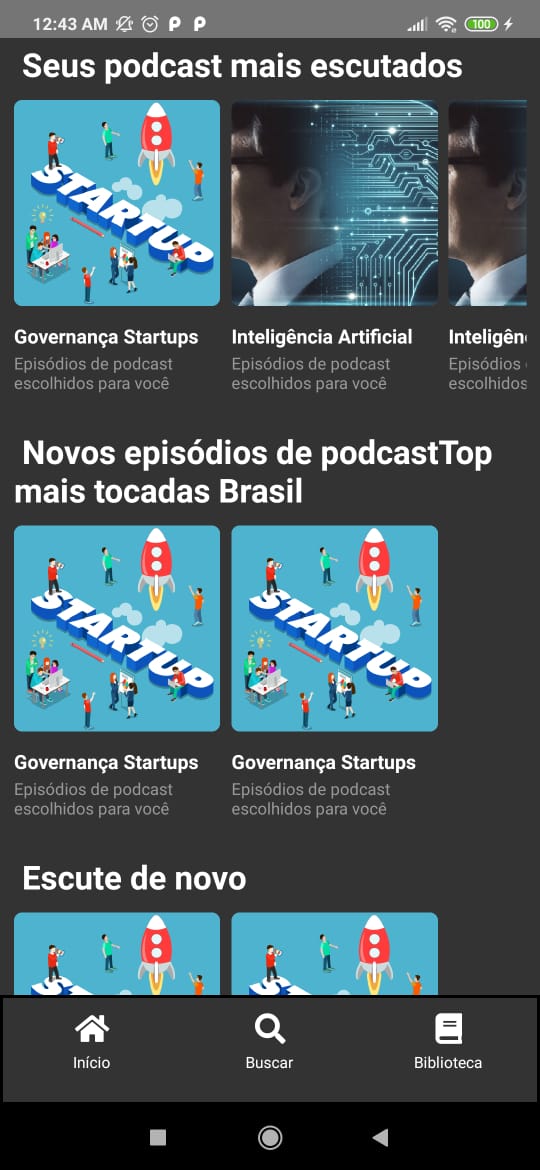 12:43 AM
100
Seus podcast mais escutados
STARTUP
Governança Startups
Episódios de podcast
escolhidos para você
Inteligência Artificial
Episódios de podcast
escolhidos para você
Inteligên
Episódios
escolhidos
Novos episódios de podcastTop
mais tocadas Brasil
STARTUP
STARTUP
Governança Startups
Episódios de podcast
escolhidos para você
Governança Startups
Episódios de podcast
escolhidos para você
Escute de novo
Início
Buscar
Biblioteca